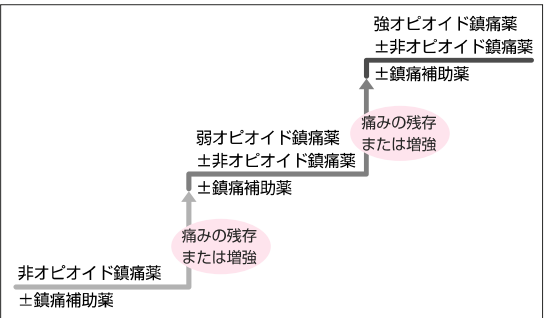 強オピオイド鎮痛薬
±非オピオイド鎮痛薬
±鎮痛補助薬
痛みの残存
または増強
弱オピオイド鎮痛薬
±非オピオイド鎮痛薬
±鎮痛補助薬
痛みの残存
または増強
非オピオイド鎮痛薬
±鎮痛補助薬